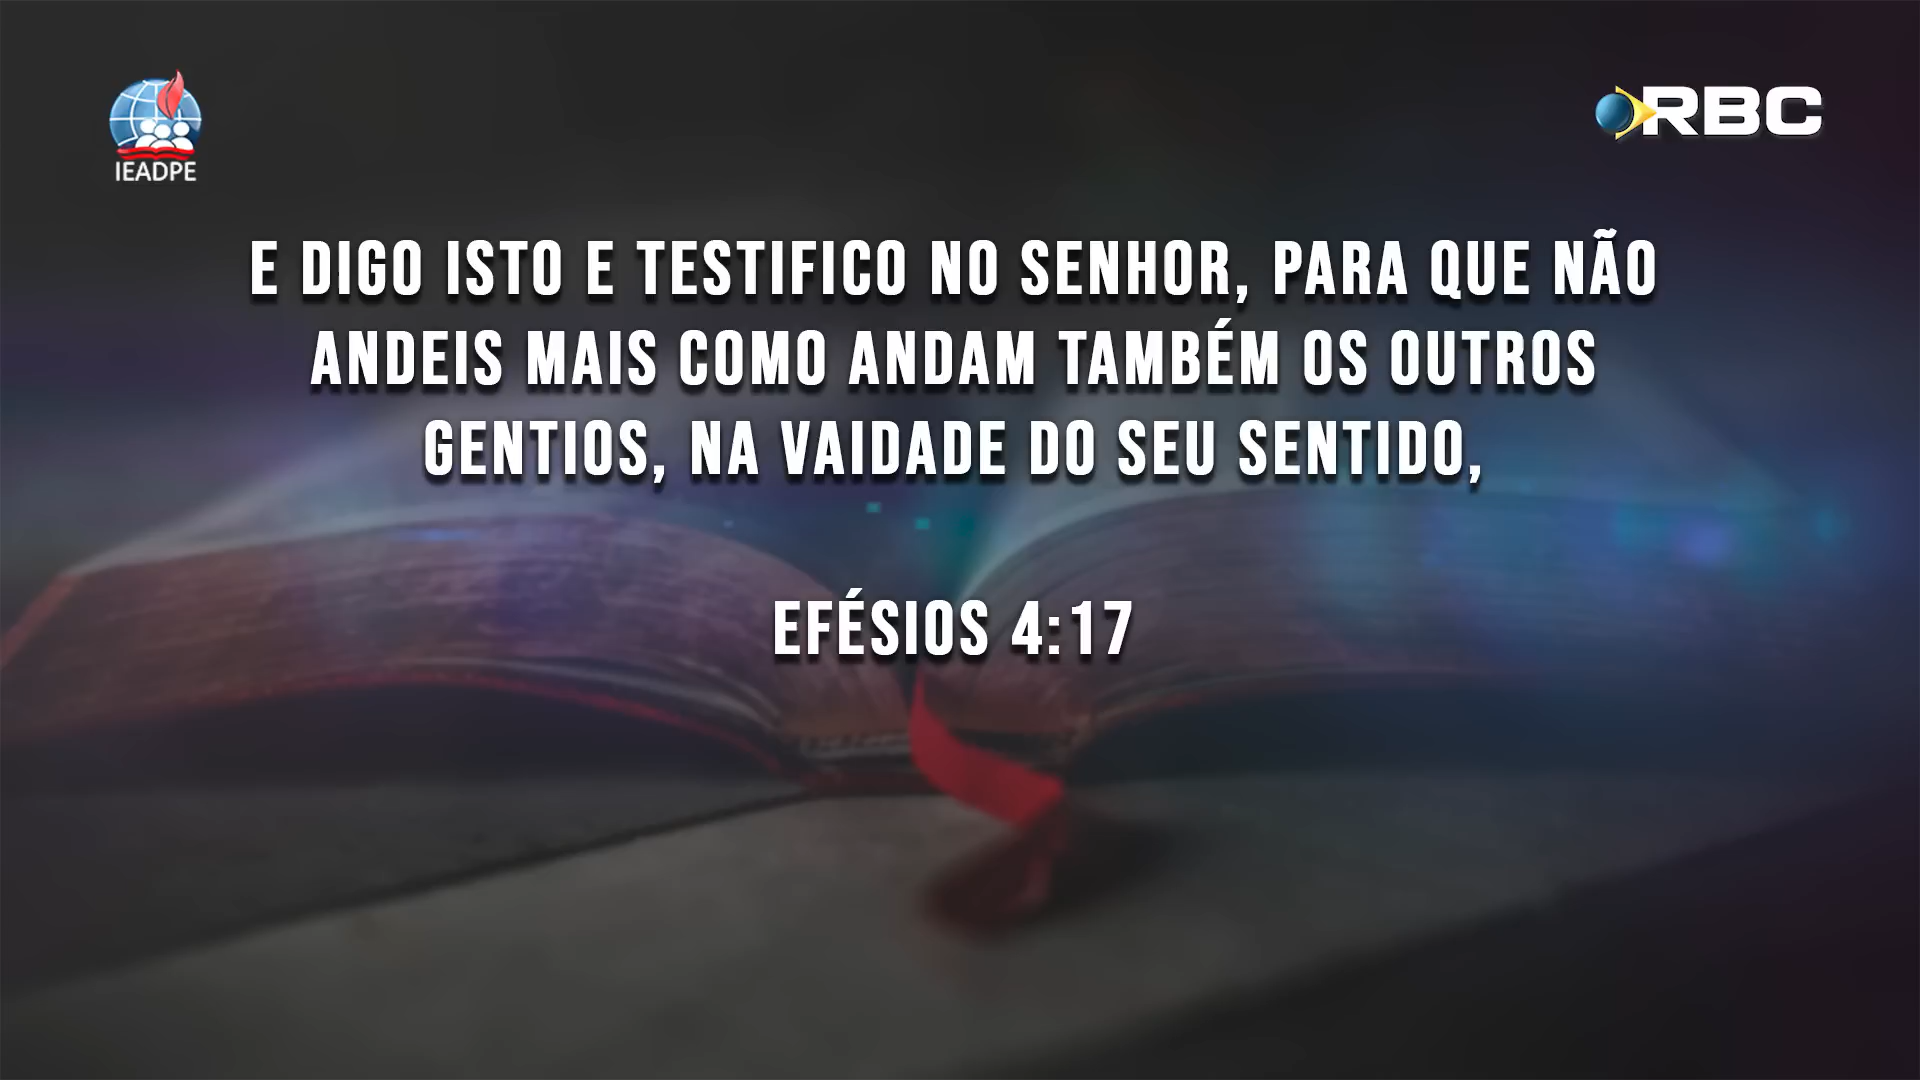 IEADPE
RBC
E DIGO ISTO E TESTIFICO NO SENHOR, PARA QUE NÃO
ANDEIS MAIS COMO ANDAM TAMBÉM OS OUTROS
GENTIOS, NA VAIDADE DO SEU SENTIDO,
EFÉSIOS 4:17